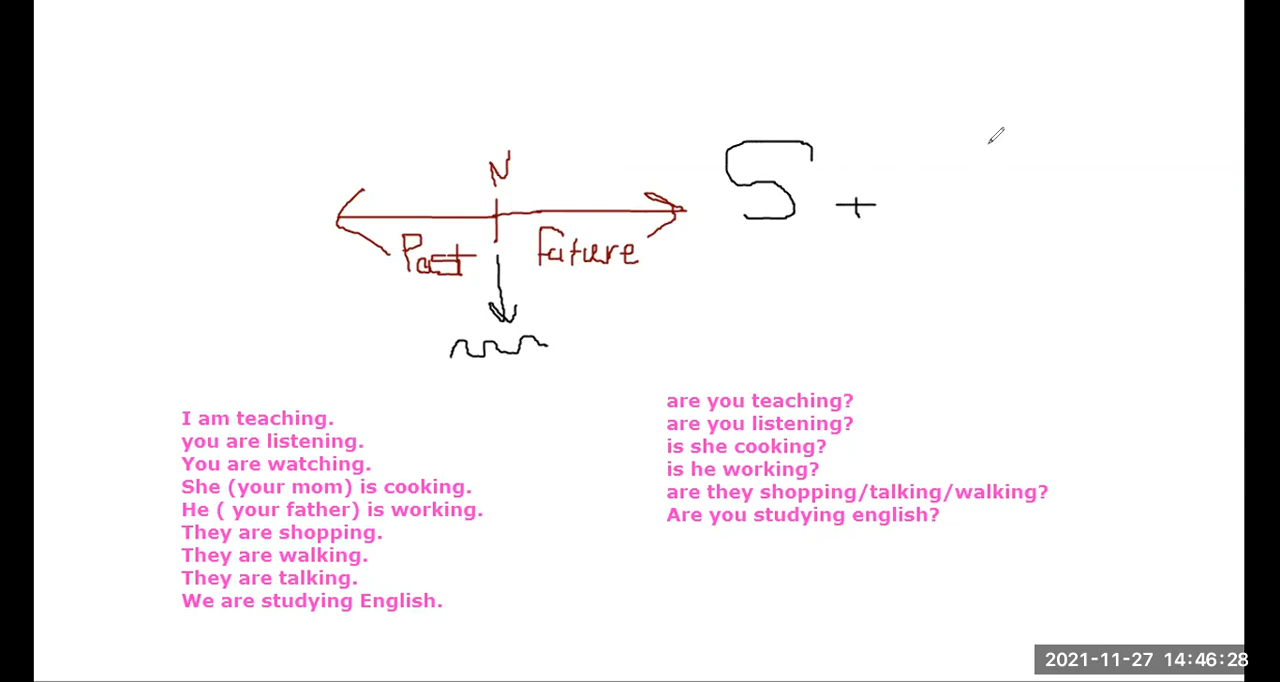 N
S +
Past
Future
I am teaching.
you are listening.
You are watching.
She (your mom) is cooking.
He ( your father) is working.
They are shopping.
They are walking.
They are talking.
We are studying English.
are you teaching?
are you listening?
is she cooking?
is he working?
are they shopping/talking/walking?
Are you studying english?
2021-11-27 14:46:28